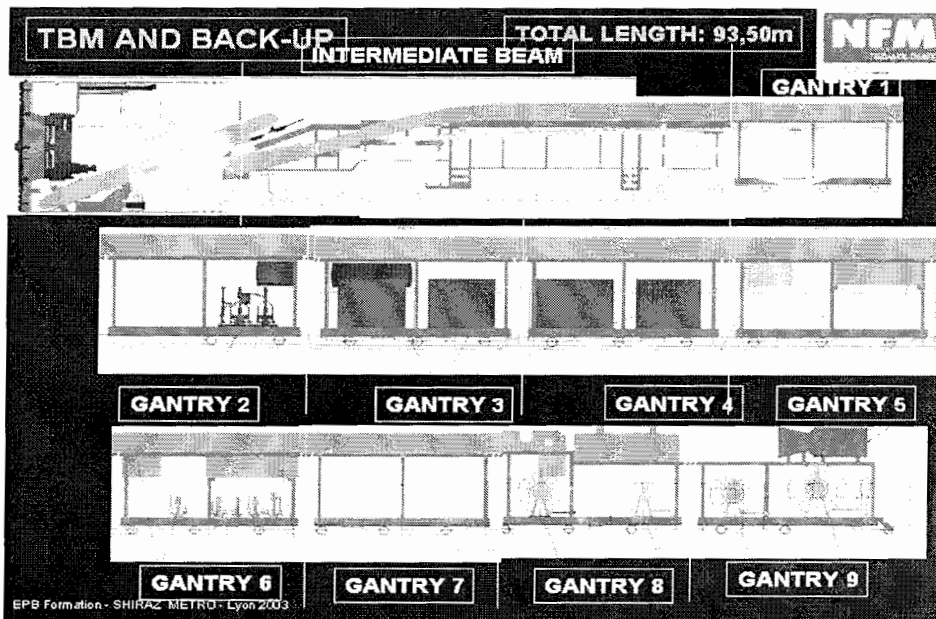 TBM AND BACK-UP
TOTAL LENGTH: 93,50m
NFM
INTERMEDIATE BEAM
GANTRY 1
GANTRY 2
GANTRY 3
GANTRY 4
GANTRY 5
GANTRY 6
GANTRY 7
GANTRY 8
GANTRY 9
EPB Formation - SHIRAZ METRO - Lyon 2003